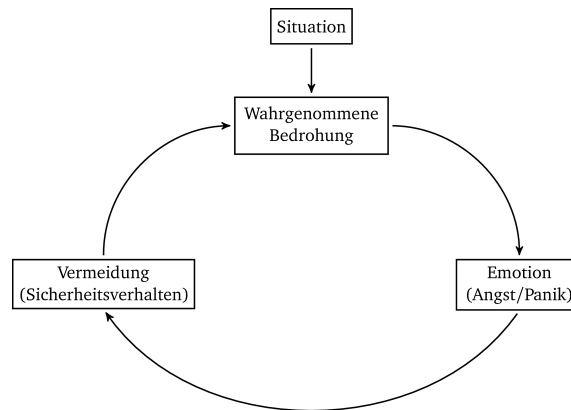 Situation
Wahrgenommene
Bedrohung
Vermeidung
(Sicherheitsverhalten)
Emotion
(Angst/Panik)